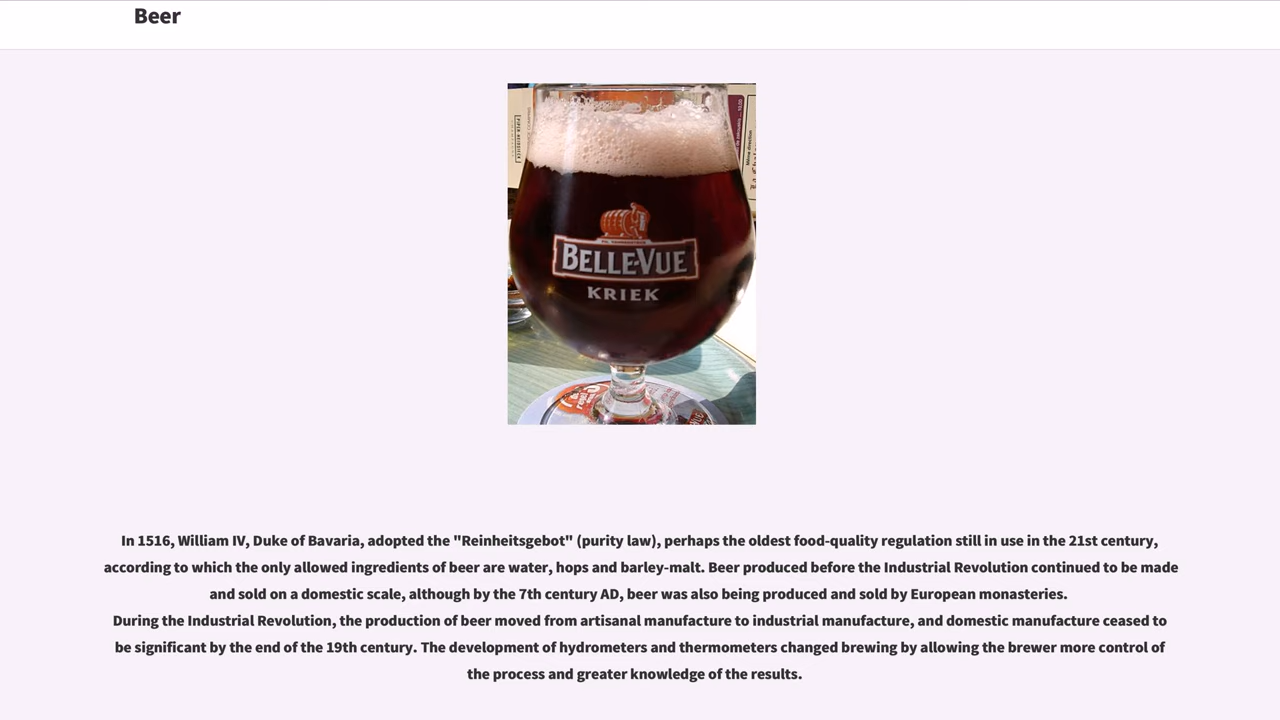 Beer
BELLE-VUE
KRIEK
In 1516, William IV, Duke of Bavaria, adopted the "Reinheitsgebot" (purity law), perhaps the oldest food-quality regulation still in use in the 21st century,
according to which the only allowed ingredients of beer are water, hops and barley-malt. Beer produced before the Industrial Revolution continued to be made
and sold on a domestic scale, although by the 7th century AD, beer was also being produced and sold by European monasteries.
During the Industrial Revolution, the production of beer moved from artisanal manufacture to industrial manufacture, and domestic manufacture ceased to
be significant by the end of the 19th century. The development of hydrometers and thermometers changed brewing by allowing the brewer more control of
the process and greater knowledge of the results.